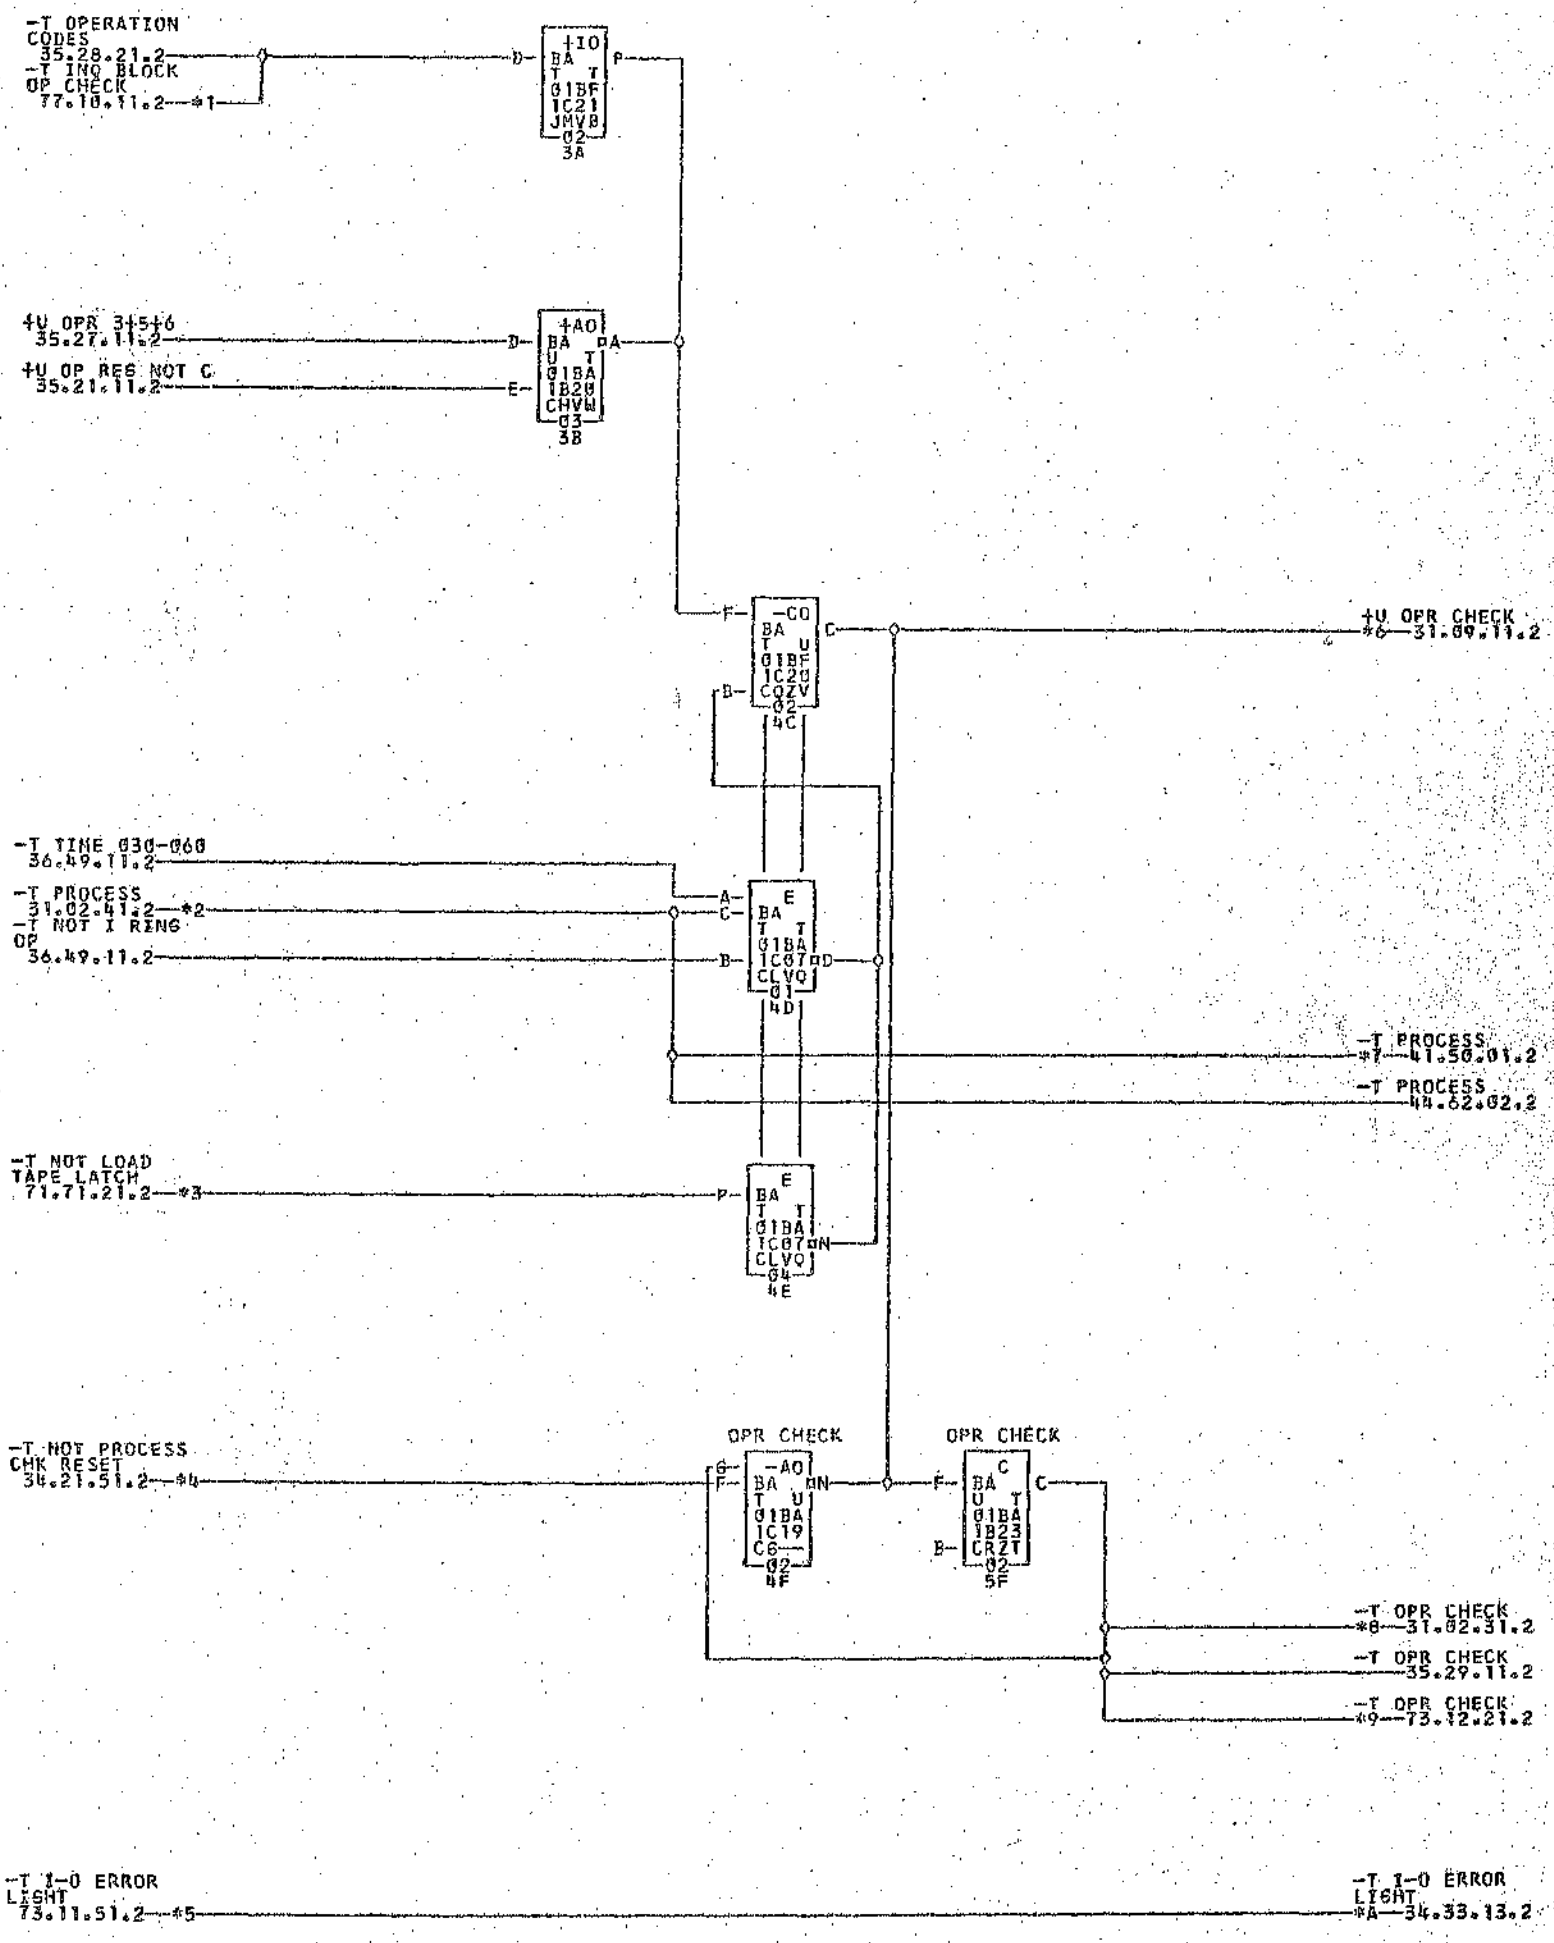 -T OPERATION
CODES
35.28.21.2
-T INQ BLOCK
OP CHECK
77.10.11.2--*1
D
+IO
BA
P
T T
01BF
1C21
JMVB
02
3A
+U OPR 3+5+6
35.27.11.2
+U OP REG NOT C
35.21.11.2
D
E
+AO
BA
A
U T
01BA
1B20
CHVW
03
3B
F
-CO
BA
C
T U
01BF
1C20
B
CQZV
02
4C
+U OPR CHECK
*6--31.09.11.2
-T TIME 030-060
36.49.11.2
-T PROCESS
31.02.41.2--*2
-T NOT I RING
OP
36.49.11.2
A
E
C
BA
T T
01BA
B
1C07
D
CLVQ
01
4D
-T PROCESS
*7--41.50.01.2
-T PROCESS
44.62.02.2
-T NOT LOAD
TAPE LATCH
71.71.21.2--*3
P
E
BA
T T
01BA
1C07
N
CLVQ
04
4E
-T NOT PROCESS
CHK RESET
34.21.51.2--*4
OPR CHECK
G
-AO
F
BA
N
T U
01BA
1C19
C6--
02
4F
OPR CHECK
C
F
BA
C
U T
01BA
1B23
B
CRZT
02
5F
-T OPR CHECK
*8--31.02.31.2
-T OPR CHECK
35.29.11.2
-T OPR CHECK
*9--73.12.21.2
-T I-O ERROR
LIGHT
73.11.51.2--*5
-T I-O ERROR
LIGHT
*A--34.33.13.2